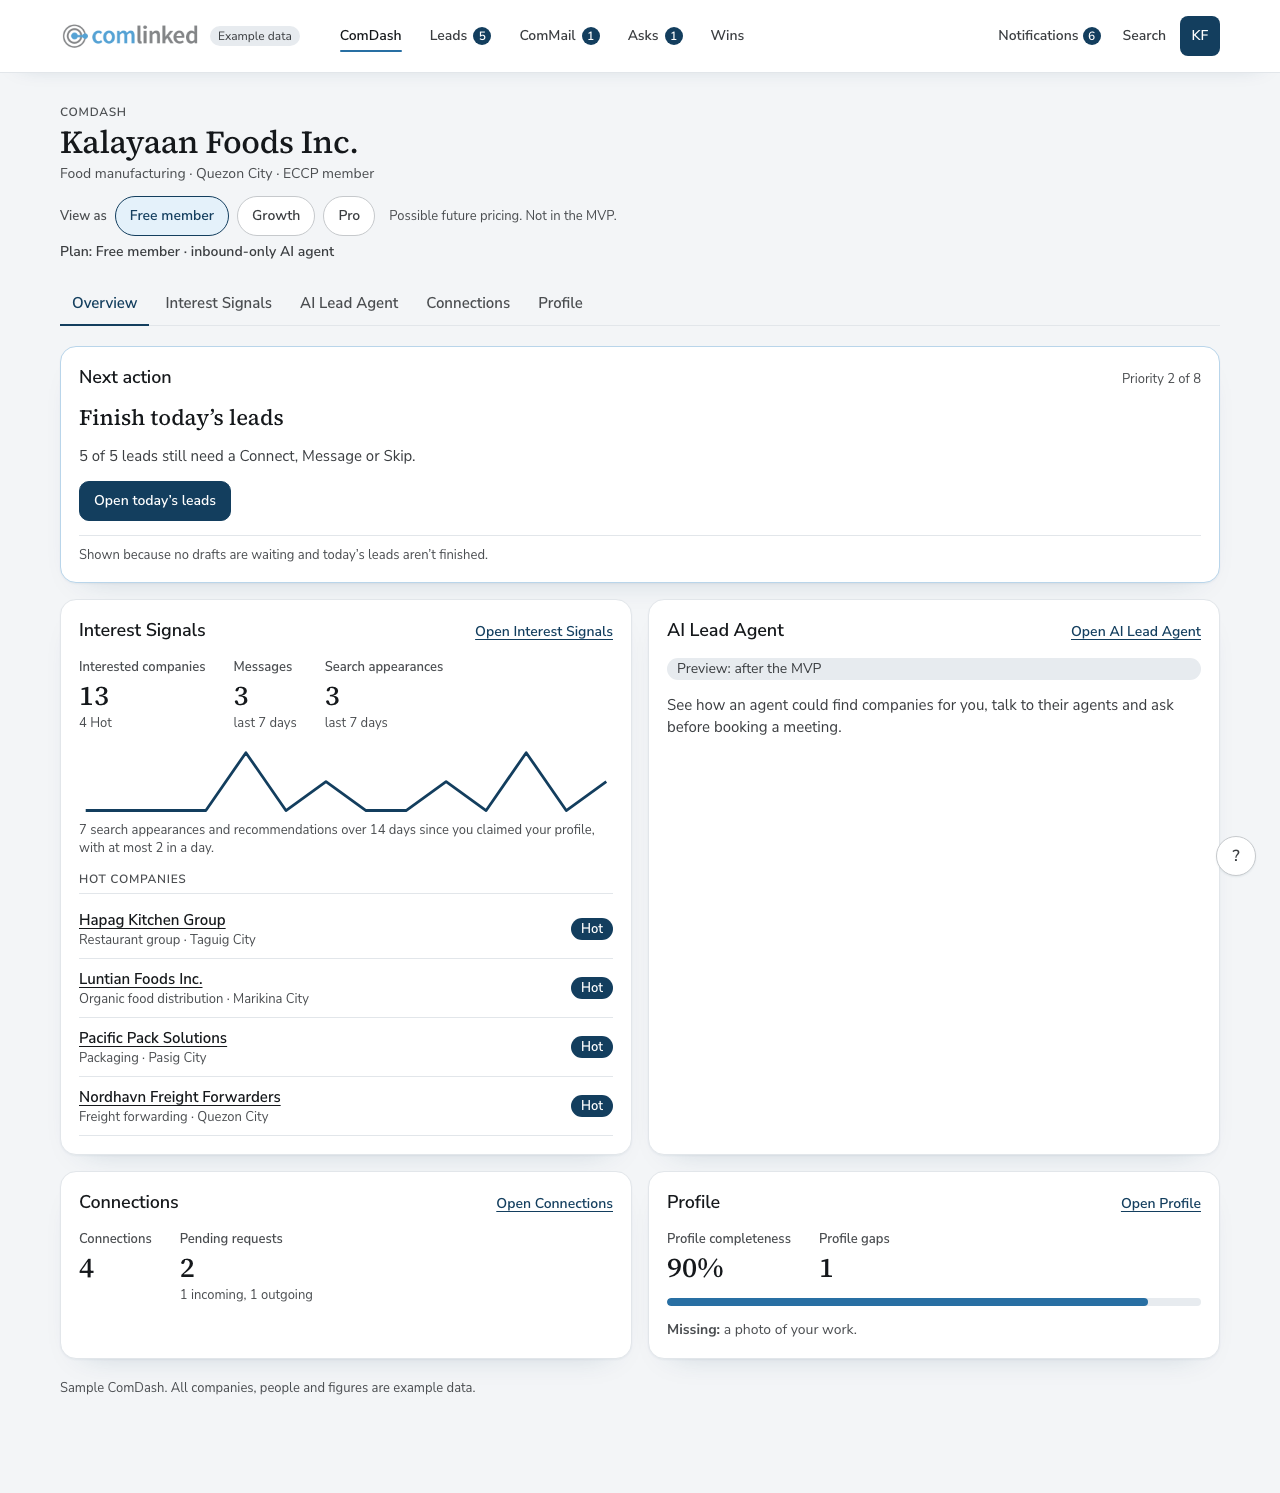 comlinked
Example data
ComDash
Leads 5
ComMail 1
Asks 1
Wins
Notifications 6
Search
KF
COMDASH
Kalayaan Foods Inc.
Food manufacturing · Quezon City · ECCP member
View as
Free member
Growth
Pro
Possible future pricing. Not in the MVP.
Plan: Free member · inbound-only AI agent
Overview
Interest Signals
AI Lead Agent
Connections
Profile
Next action
Priority 2 of 8
Finish today’s leads
5 of 5 leads still need a Connect, Message or Skip.
Open today’s leads
Shown because no drafts are waiting and today’s leads aren’t finished.
Interest Signals
Open Interest Signals
Interested companies
13
4 Hot
Messages
3
last 7 days
Search appearances
3
last 7 days
7 search appearances and recommendations over 14 days since you claimed your profile,
with at most 2 in a day.
HOT COMPANIES
Hapag Kitchen Group
Restaurant group · Taguig City
Hot
Luntian Foods Inc.
Organic food distribution · Marikina City
Hot
Pacific Pack Solutions
Packaging · Pasig City
Hot
Nordhavn Freight Forwarders
Freight forwarding · Quezon City
Hot
AI Lead Agent
Open AI Lead Agent
Preview: after the MVP
See how an agent could find companies for you, talk to their agents and ask
before booking a meeting.
?
Connections
Open Connections
Connections
4
Pending requests
2
1 incoming, 1 outgoing
Profile
Open Profile
Profile completeness
90%
Profile gaps
1
Missing: a photo of your work.
Sample ComDash. All companies, people and figures are example data.